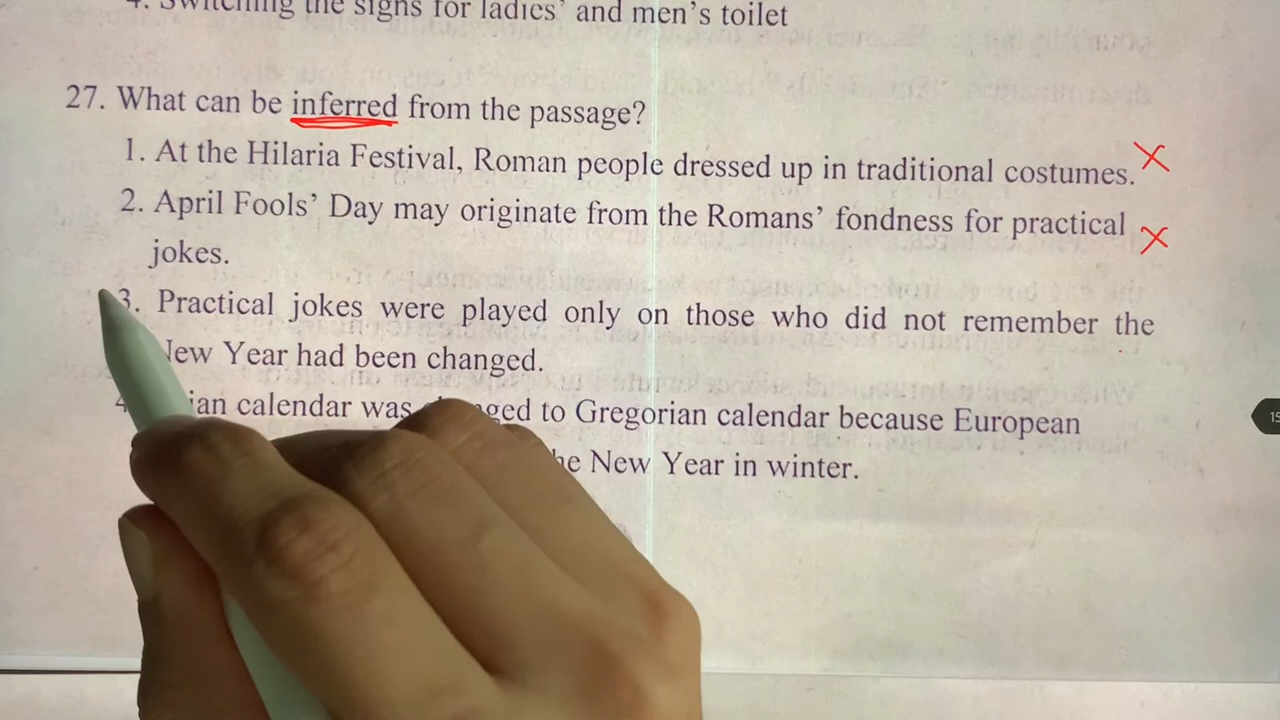 4. Switching the signs for ladies' and men's toilet
27. What can be inferred from the passage?
1. At the Hilaria Festival, Roman people dressed up in traditional costumes.
2. April Fools' Day may originate from the Romans' fondness for practical
jokes.
3. Practical jokes were played only on those who did not remember the
New Year had been changed.
calendar was to Gregorian calendar because European
New Year in winter.